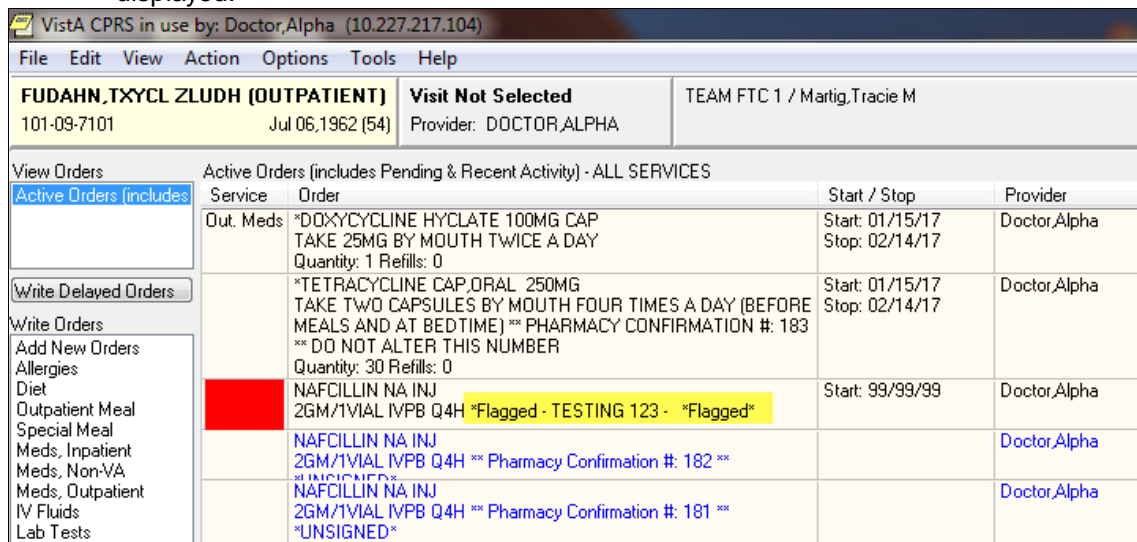 VistA CPRS in use by: Doctor,Alpha (10.227.217.104)
File Edit View Action Options Tools Help
FUDAHN,TXYCL ZLUDH (OUTPATIENT) Visit Not Selected TEAM FTC 1 / Martig,Tracie M
101-09-7101 Jul 06,1962 (54) Provider: DOCTOR,ALPHA
View Orders Active Orders (includes Pending & Recent Activity) - ALL SERVICES
Active Orders (includes Service Order Start / Stop Provider
Out. Meds *DOXYCYCLINE HYCLATE 100MG CAP Start: 01/15/17 Doctor,Alpha
TAKE 25MG BY MOUTH TWICE A DAY Stop: 02/14/17
Quantity: 1 Refills: 0
*TETRACYCLINE CAP,ORAL 250MG Start: 01/15/17 Doctor,Alpha
TAKE TWO CAPSULES BY MOUTH FOUR TIMES A DAY (BEFORE Stop: 02/14/17
MEALS AND AT BEDTIME) ** PHARMACY CONFIRMATION #: 183
** DO NOT ALTER THIS NUMBER
Quantity: 30 Refills: 0
NAFCILLIN NA INJ Start: 99/99/99 Doctor,Alpha
2GM/1VIAL IVPB Q4H *Flagged - TESTING 123 - *Flagged*
NAFCILLIN NA INJ Doctor,Alpha
2GM/1VIAL IVPB Q4H ** Pharmacy Confirmation #: 182 **
NAFCILLIN NA INJ Doctor,Alpha
2GM/1VIAL IVPB Q4H ** Pharmacy Confirmation #: 181 **
*UNSIGNED*
Write Delayed Orders
Write Orders
Add New Orders
Allergies
Diet
Outpatient Meal
Special Meal
Meds, Inpatient
Meds, Non-VA
Meds, Outpatient
IV Fluids
Lab Tests